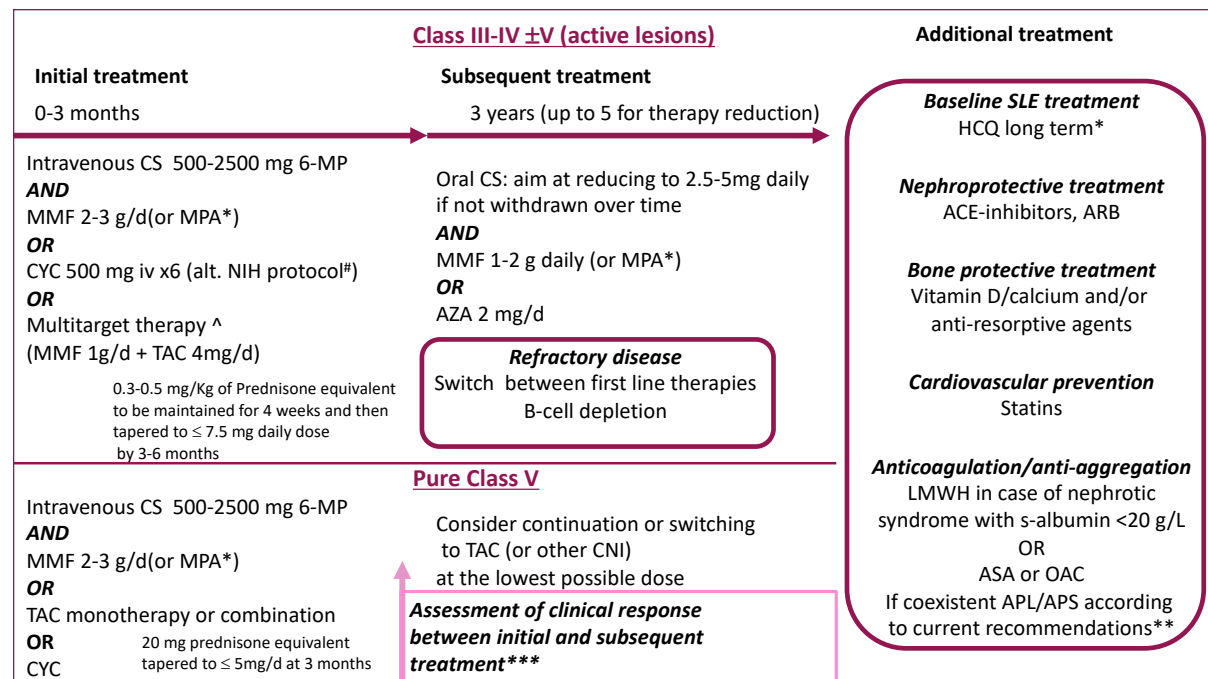 Class III-IV ±V (active lesions)
Additional treatment
Initial treatment
0-3 months
Subsequent treatment
3 years (up to 5 for therapy reduction)
Intravenous CS 500-2500 mg 6-MP
AND
MMF 2-3 g/d(or MPA*)
OR
CYC 500 mg iv x6 (alt. NIH protocol#)
OR
Multitarget therapy ^
(MMF 1g/d + TAC 4mg/d)
0.3-0.5 mg/Kg of Prednisone equivalent
to be maintained for 4 weeks and then
tapered to ≤ 7.5 mg daily dose
by 3-6 months
Oral CS: aim at reducing to 2.5-5mg daily
if not withdrawn over time
AND
MMF 1-2 g daily (or MPA*)
OR
AZA 2 mg/d
Refractory disease
Switch between first line therapies
B-cell depletion
Pure Class V
Intravenous CS 500-2500 mg 6-MP
AND
MMF 2-3 g/d(or MPA*)
OR
TAC monotherapy or combination
OR
CYC
20 mg prednisone equivalent
tapered to ≤ 5mg/d at 3 months
Consider continuation or switching
to TAC (or other CNI)
at the lowest possible dose
Assessment of clinical response
between initial and subsequent
treatment***
Baseline SLE treatment
HCQ long term*
Nephroprotective treatment
ACE-inhibitors, ARB
Bone protective treatment
Vitamin D/calcium and/or
anti-resorptive agents
Cardiovascular prevention
Statins
Anticoagulation/anti-aggregation
LMWH in case of nephrotic
syndrome with s-albumin <20 g/L
OR
ASA or OAC
If coexistent APL/APS according
to current recommendations**